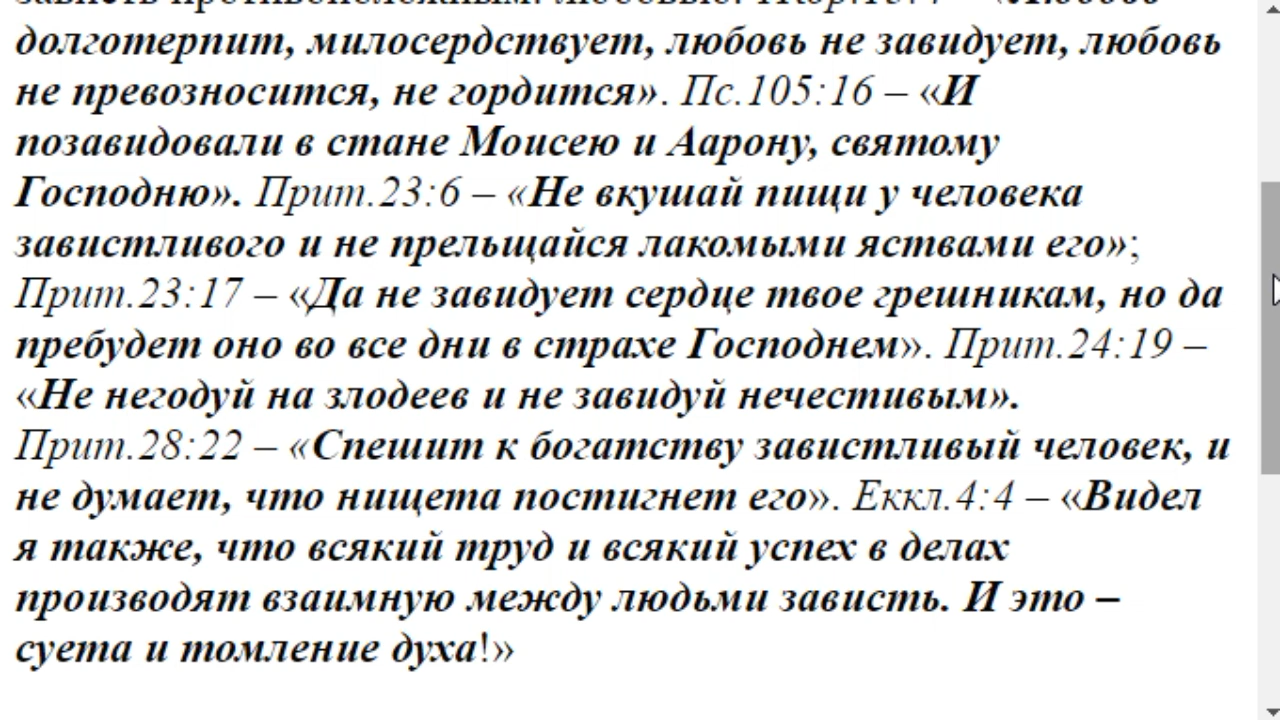 долготерпит, милосердствует, любовь не завидует, любовь
не превозносится, не гордится». Пс.105:16 – «И
позавидовали в стане Моисею и Аарону, святому
Господню». Прит.23:6 – «Не вкушай пищи у человека
завистливого и не прельщайся лакомыми яствами его»;
Прит.23:17 – «Да не завидует сердце твое грешникам, но да
пребудет оно во все дни в страхе Господнем». Прит.24:19 –
«Не негодуй на злодеев и не завидуй нечестивым».
Прит.28:22 – «Спешит к богатству завистливый человек, и
не думает, что нищета постигнет его». Еккл.4:4 – «Видел
я также, что всякий труд и всякий успех в делах
производят взаимную между людьми зависть. И это –
суета и томление духа!»